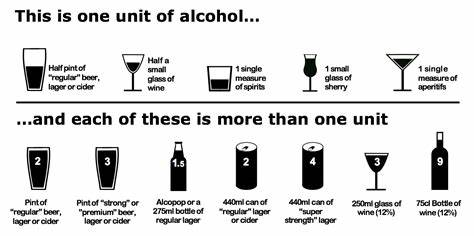 This is one unit of alcohol...
Half pint of
"regular" beer,
lager or cider
Half a
small
glass of
wine
1 single
measure
of spirits
1 small
glass of
sherry
1 single
measure of
aperitifs
...and each of these is more than one unit
2
Pint of
"regular" beer,
lager or cider
3
Pint of "strong" or
"premium" beer,
lager or cider
1.5
Alcopop or a
275ml bottle of
regular lager
2
440ml can of
"regular" lager
or cider
4
440ml can of
"super
strength" lager
3
250ml glass of
wine (12%)
9
75cl Bottle of
wine (12%)